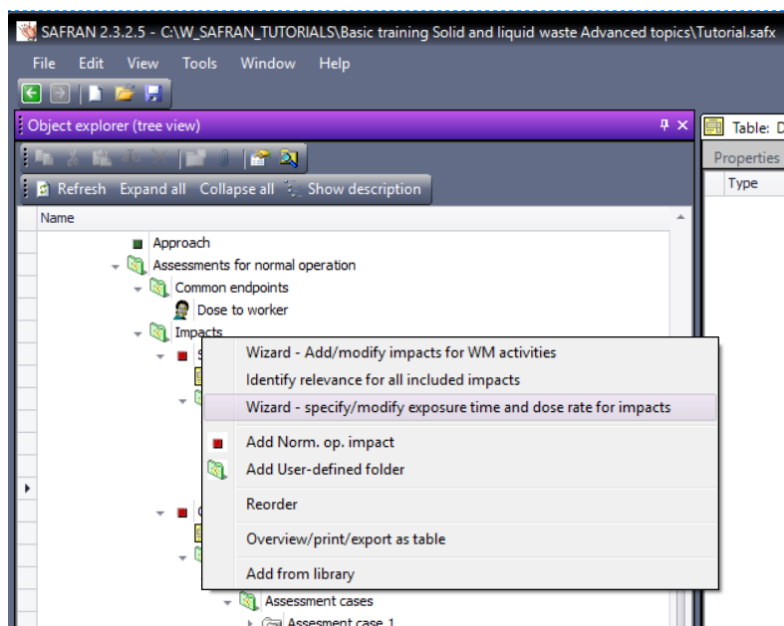 SAFRAN 2.3.2.5 - C:\W_SAFRAN_TUTORIALS\Basic training Solid and liquid waste Advanced topics\Tutorial.safx
File Edit View Tools Window Help
Object explorer (tree view)
Table: D
Properties
Refresh Expand all Collapse all Show description
Type
Name
Approach
Assessments for normal operation
Common endpoints
Dose to worker
Impacts
Wizard - Add/modify impacts for WM activities
Identify relevance for all included impacts
Wizard - specify/modify exposure time and dose rate for impacts
Add Norm. op. impact
Add User-defined folder
Reorder
Overview/print/export as table
Add from library
Assessment cases
Assesment case 1